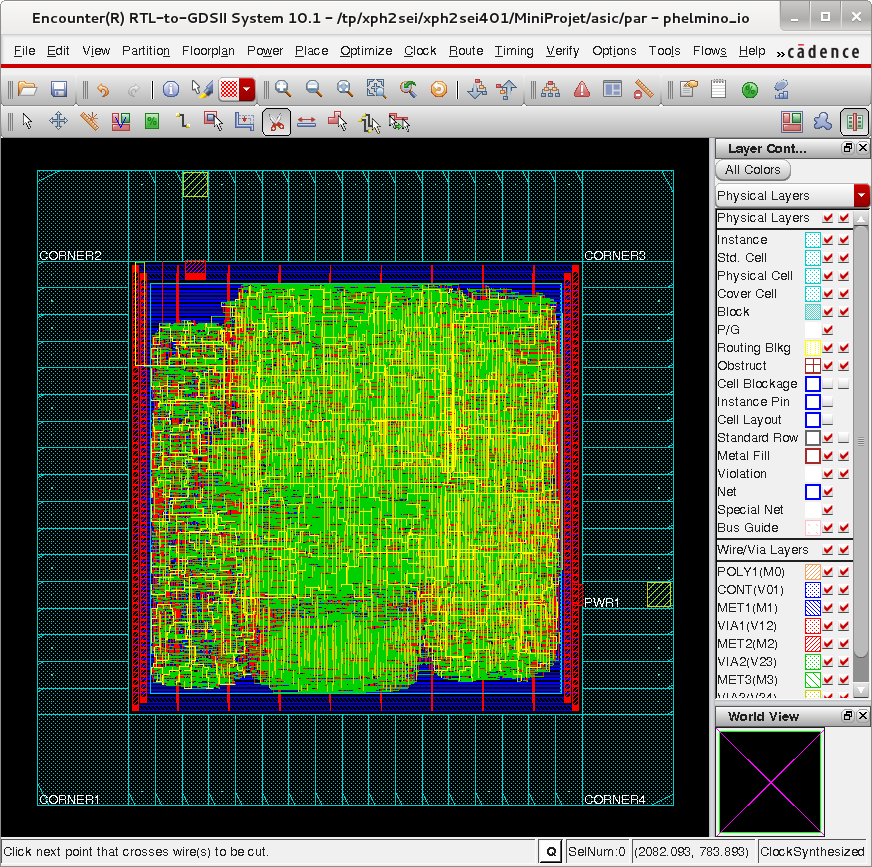 Encounter(R) RTL-to-GDSII System 10.1 - /tp/xph2sei/xph2sei401/MiniProjet/asic/par - phelmino_io
File Edit View Partition Floorplan Power Place Optimize Clock Route Timing Verify Options Tools Flows Help » cādence
Layer Cont...
All Colors
Physical Layers
Physical Layers
Instance
Std. Cell
Physical Cell
Cover Cell
Block
P/G
Routing Blkg
Obstruct
Cell Blockage
Instance Pin
Cell Layout
Standard Row
Metal Fill
Violation
Net
Special Net
Bus Guide
Wire/Via Layers
POLY1(M0)
CONT(V01)
MET1(M1)
VIA1(V12)
MET2(M2)
VIA2(V23)
MET3(M3)
VIA3(V34)
World View
CORNER2
CORNER3
PWR1
CORNER1
CORNER4
Click next point that crosses wire(s) to be cut.
Q
SelNum:0
(2082.093, 783.893)
ClockSynthesized